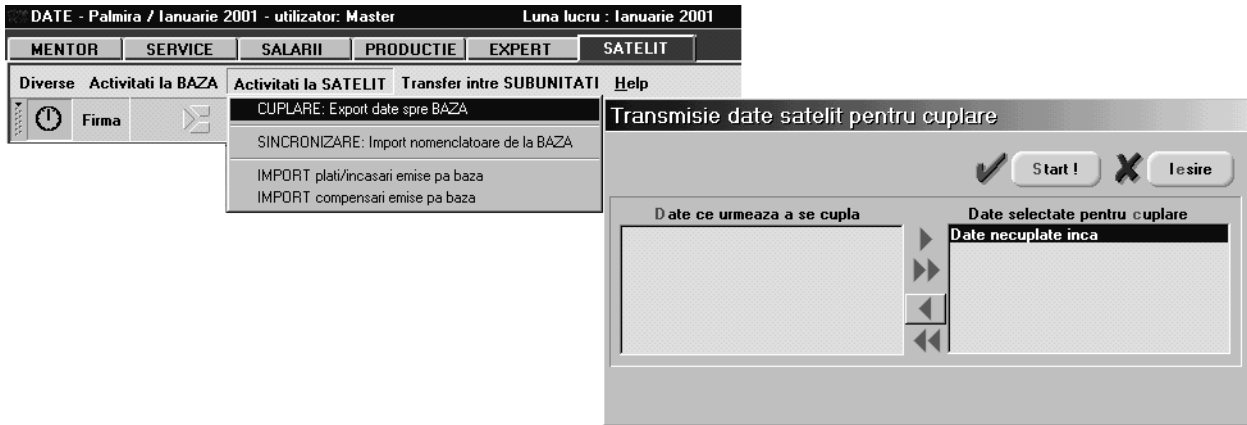 DATE - Palmira / Ianuarie 2001 - utilizator: Master Luna lucru : Ianuarie 2001
MENTOR SERVICE SALARII PRODUCTIE EXPERT SATELIT
Diverse Activitati la BAZA Activitati la SATELIT Transfer intre SUBUNITATI Help
Firma
CUPLARE: Export date spre BAZA
SINCRONIZARE: Import nomenclatoare de la BAZA
IMPORT plati/incasari emise pa baza
IMPORT compensari emise pa baza
Transmisie date satelit pentru cuplare
Start ! Iesire
Date ce urmeaza a se cupla Date selectate pentru cuplare
Date necuplate inca